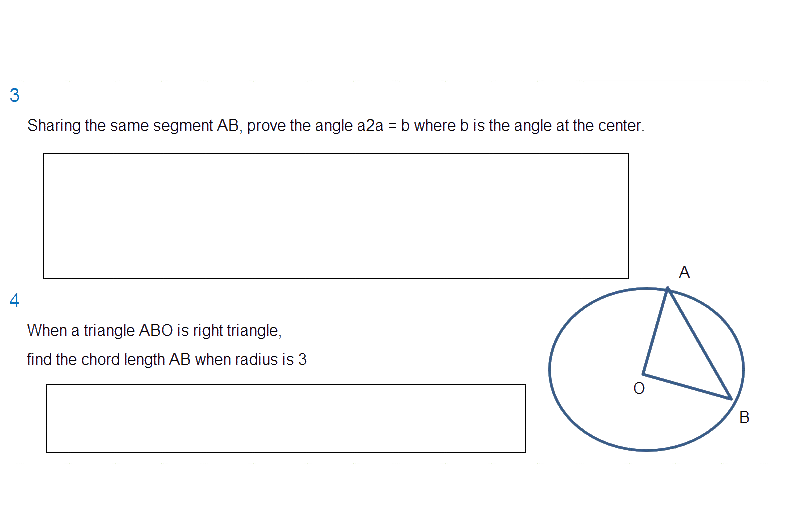 3
Sharing the same segment AB, prove the angle a2a = b where b is the angle at the center.
A
4
When a triangle ABO is right triangle,
find the chord length AB when radius is 3
O
B